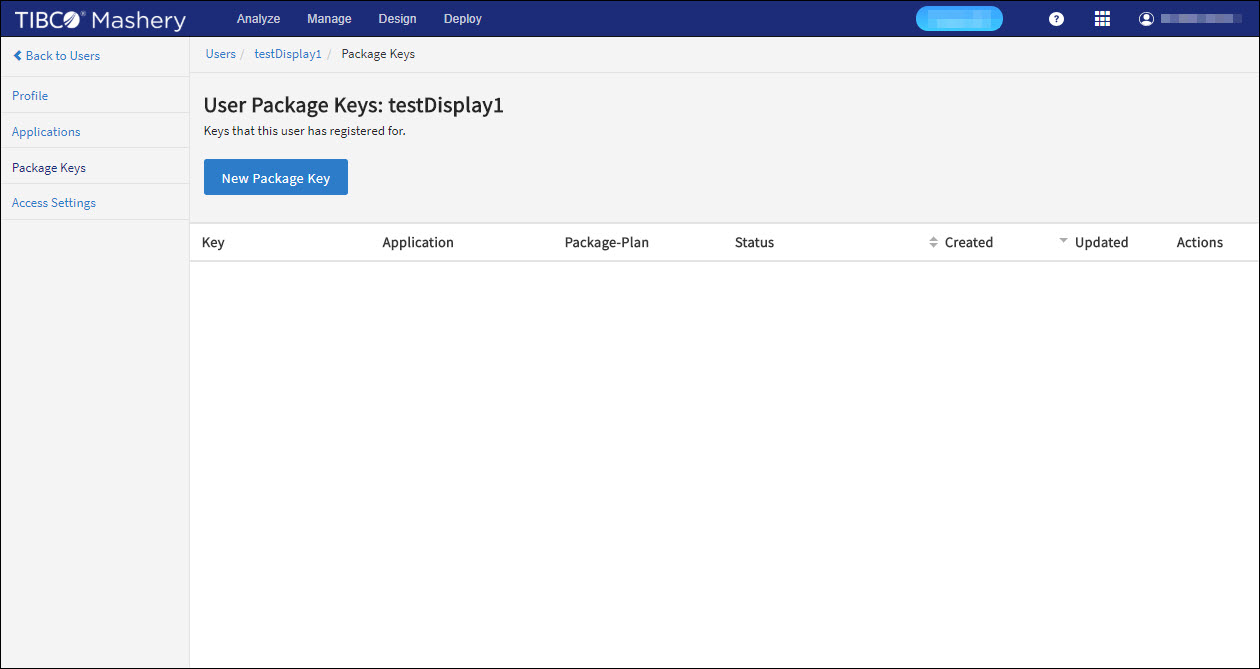 TIBCO® Mashery Analyze Manage Design Deploy ?
Back to Users
Users / testDisplay1 / Package Keys
Profile
Applications
Package Keys
Access Settings
User Package Keys: testDisplay1
Keys that this user has registered for.
New Package Key
Key Application Package-Plan Status Created Updated Actions